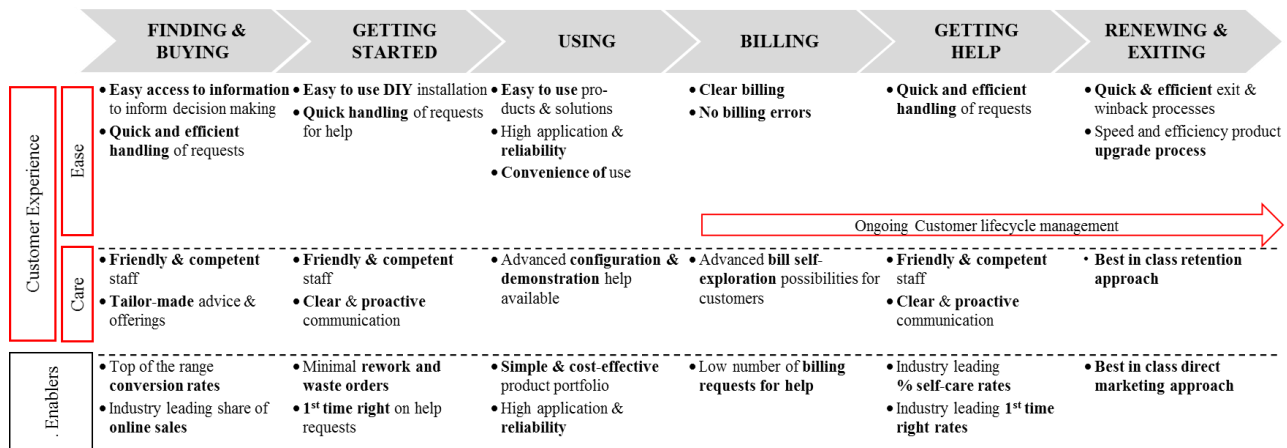 FINDING &
BUYING
GETTING
STARTED
USING
BILLING
GETTING
HELP
RENEWING &
EXITING
Customer Experience
Ease
• Easy access to information
to inform decision making
• Quick and efficient
handling of requests
• Easy to use DIY installation
• Quick handling of requests
for help
• Easy to use pro-
ducts & solutions
• High application &
reliability
• Convenience of use
• Clear billing
• No billing errors
• Quick and efficient
handling of requests
• Quick & efficient exit &
winback processes
• Speed and efficiency product
upgrade process
Ongoing Customer lifecycle management
Care
• Friendly & competent
staff
• Tailor-made advice &
offerings
• Friendly & competent
staff
• Clear & proactive
communication
• Advanced configuration &
demonstration help
available
• Advanced bill self-
exploration possibilities for
customers
• Friendly & competent
staff
• Clear & proactive
communication
• Best in class retention
approach
. Enablers
• Top of the range
conversion rates
• Industry leading share of
online sales
• Minimal rework and
waste orders
• 1st time right on help
requests
• Simple & cost-effective
product portfolio
• High application &
reliability
• Low number of billing
requests for help
• Industry leading
% self-care rates
• Industry leading 1st time
right rates
• Best in class direct
marketing approach